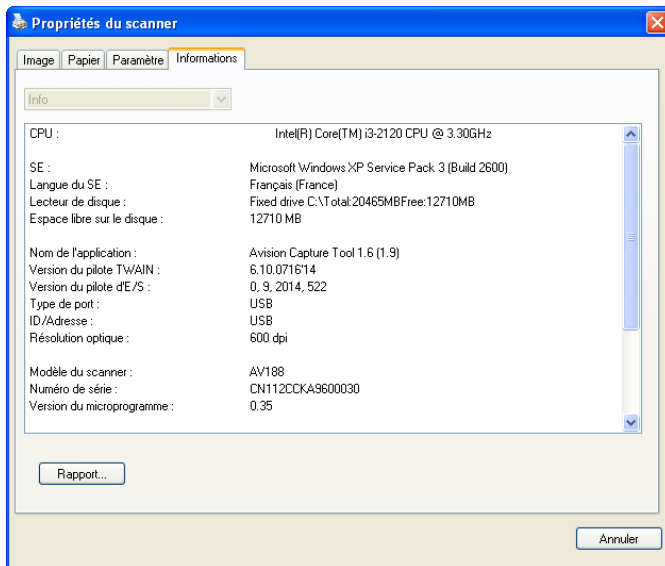 Propriétés du scanner
Image Papier Paramètre Informations
Info
CPU : Intel(R) Core(TM) i3-2120 CPU @ 3.30GHz
SE : Microsoft Windows XP Service Pack 3 (Build 2600)
Langue du SE : Français (France)
Lecteur de disque : Fixed drive C:\Total:20465MBFree:12710MB
Espace libre sur le disque : 12710 MB
Nom de l'application : Avision Capture Tool 1.6 (1.9)
Version du pilote TWAIN : 6.10.0716'14
Version du pilote d'E/S : 0, 9, 2014, 522
Type de port : USB
ID/Adresse : USB
Résolution optique : 600 dpi
Modèle du scanner : AV188
Numéro de série : CN112CCKA9600030
Version du microprogramme : 0.35
Rapport...
Annuler